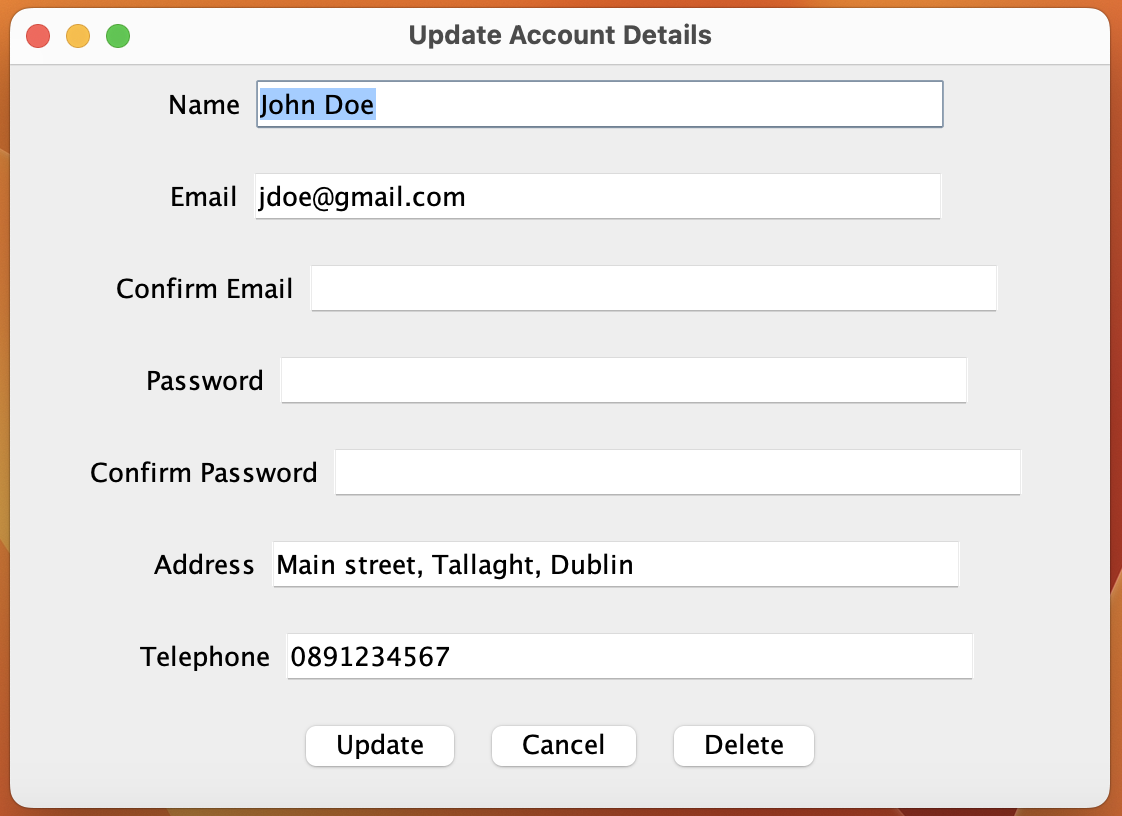 Update Account Details
Name John Doe
Email jdoe@gmail.com
Confirm Email
Password
Confirm Password
Address Main street, Tallaght, Dublin
Telephone 0891234567
Update Cancel Delete